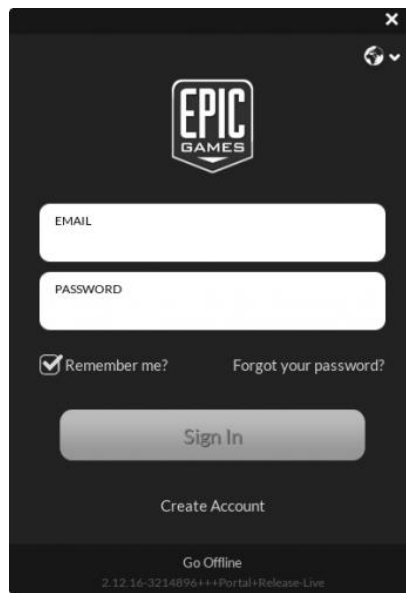 EPIC
GAMES
EMAIL
PASSWORD
Remember me? Forgot your password?
Sign In
Create Account
Go Offline
2.12.16-3214896+++Portal+Release-Live